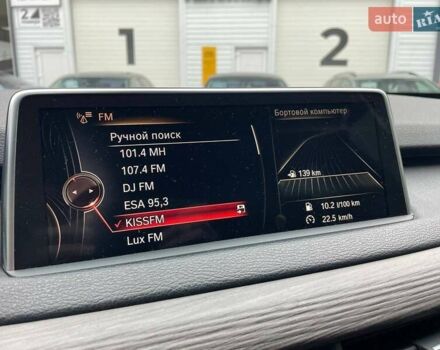 AUTO RIA
1
2
FM
Ручной поиск
101.4 MH
107.4 FM
DJ FM
ESA 95,3
KISSFM
Lux FM
Бортовой компьютер
139 km
10.2 l/100 km
22.5 km/h